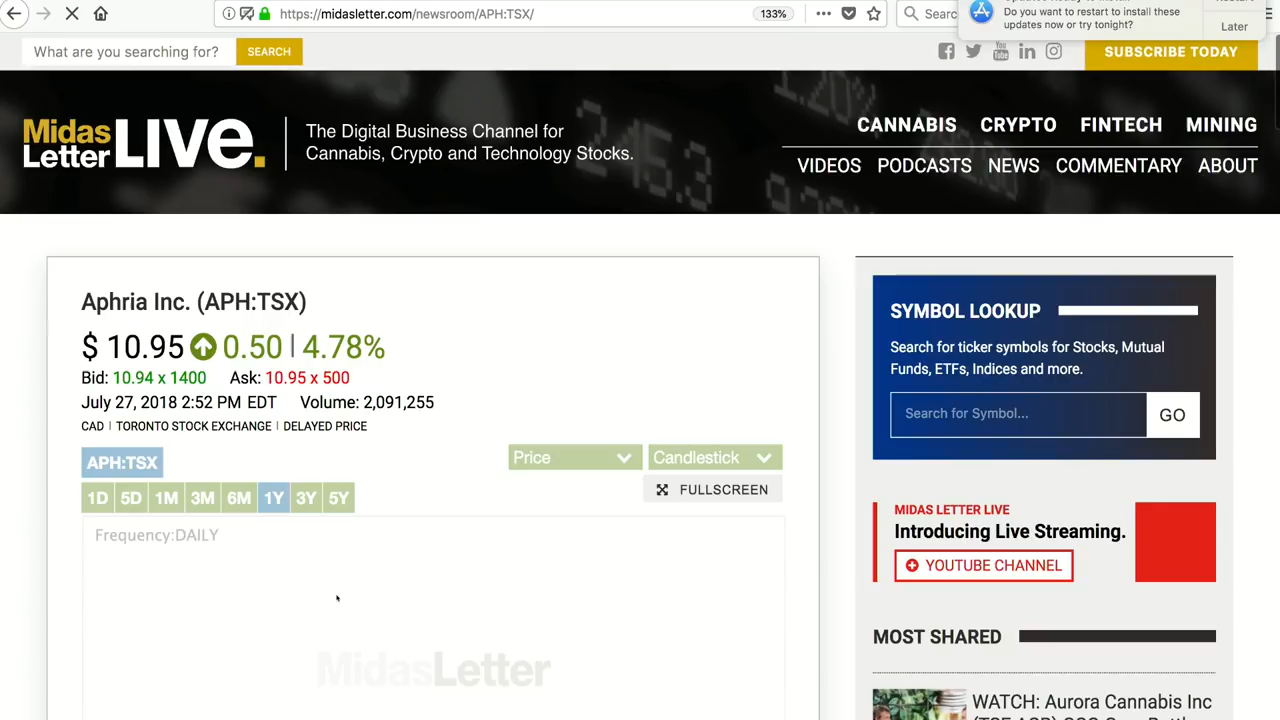 https://midasletter.com/newsroom/APH:TSX/
133%
Searc
Do you want to restart to install these
updates now or try tonight?
Later
What are you searching for?
SEARCH
You
Tube
SUBSCRIBE TODAY
Midas
Letter LIVE.
The Digital Business Channel for
Cannabis, Crypto and Technology Stocks.
1.20%
245.3
CANNABIS CRYPTO FINTECH MINING
VIDEOS PODCASTS NEWS COMMENTARY ABOUT
Aphria Inc. (APH:TSX)
$ 10.95 0.50 | 4.78%
Bid: 10.94 x 1400 Ask: 10.95 x 500
July 27, 2018 2:52 PM EDT Volume: 2,091,255
CAD | TORONTO STOCK EXCHANGE | DELAYED PRICE
APH:TSX
Price
Candlestick
FULLSCREEN
1D 5D 1M 3M 6M 1Y 3Y 5Y
Frequency:DAILY
MidasLetter
SYMBOL LOOKUP
Search for ticker symbols for Stocks, Mutual
Funds, ETFs, Indices and more.
Search for Symbol...
GO
MIDAS LETTER LIVE
Introducing Live Streaming.
YOUTUBE CHANNEL
MOST SHARED
WATCH: Aurora Cannabis Inc